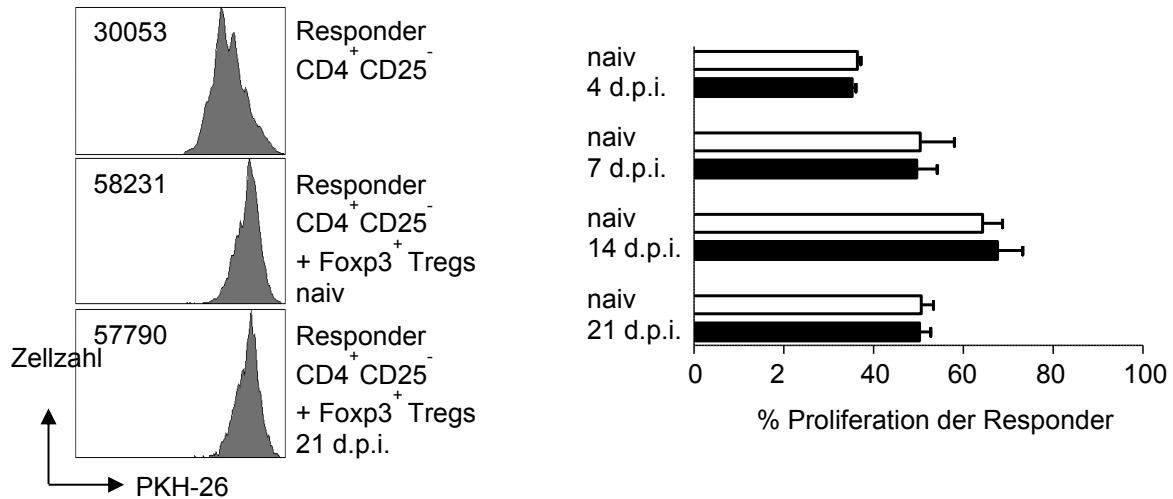 30053
Responder
CD4+CD25-
58231
Responder
CD4+CD25-
+ Foxp3+ Tregs
naiv
57790
Responder
CD4+CD25-
+ Foxp3+ Tregs
21 d.p.i.
Zellzahl
PKH-26
naiv
4 d.p.i.
naiv
7 d.p.i.
naiv
14 d.p.i.
naiv
21 d.p.i.
0 2 40 60 80 100
% Proliferation der Responder